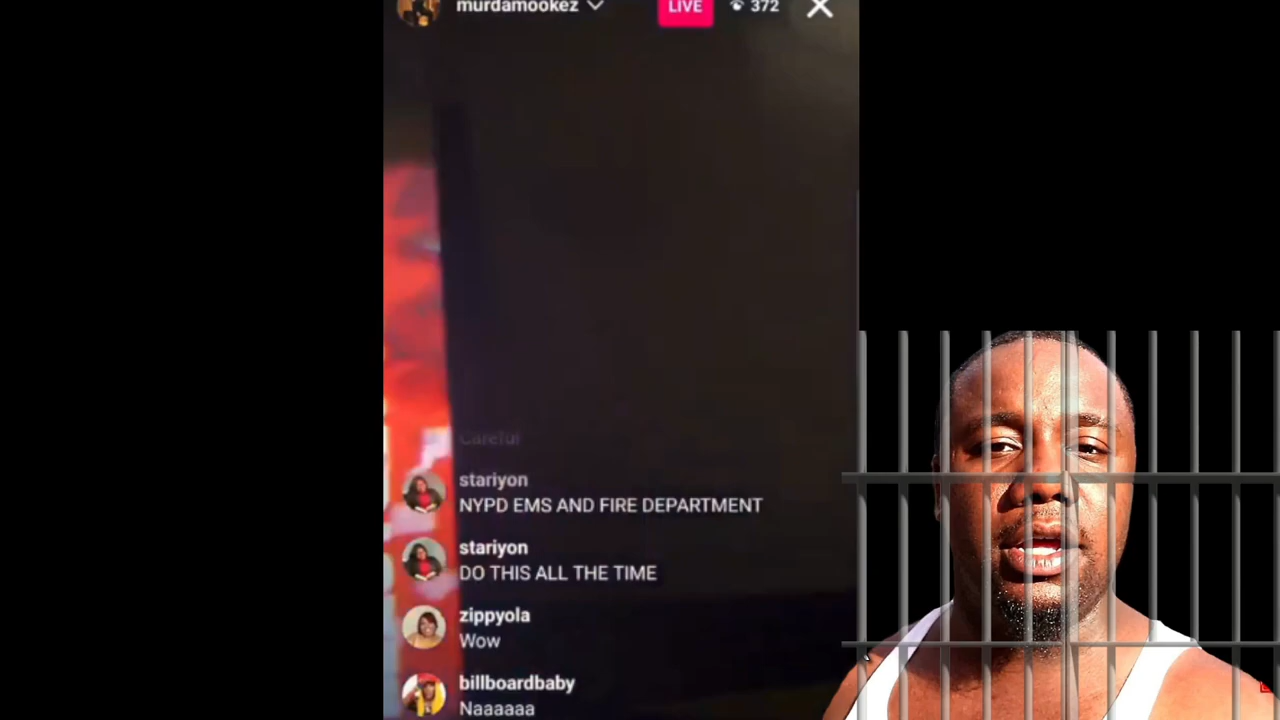 murdamookez
LIVE
372
Careful
stariyon
NYPD EMS AND FIRE DEPARTMENT
stariyon
DO THIS ALL THE TIME
zippyola
Wow
billboardbaby
Naaaaaa